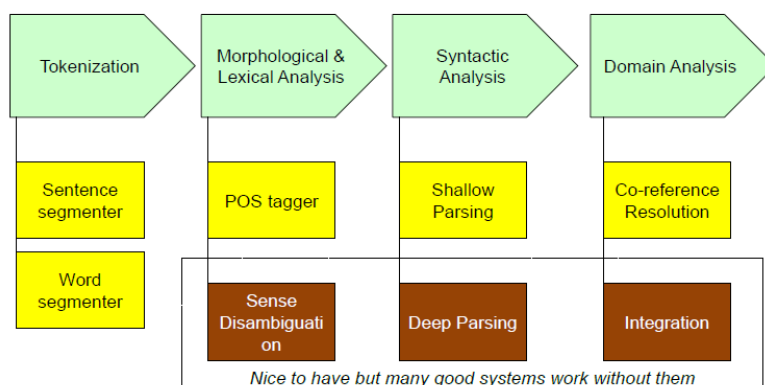 Tokenization
Morphological &
Lexical Analysis
Syntactic
Analysis
Domain Analysis
Sentence
segmenter
POS tagger
Shallow
Parsing
Co-reference
Resolution
Word
segmenter
Sense
Disambiguati
on
Deep Parsing
Integration
Nice to have but many good systems work without them